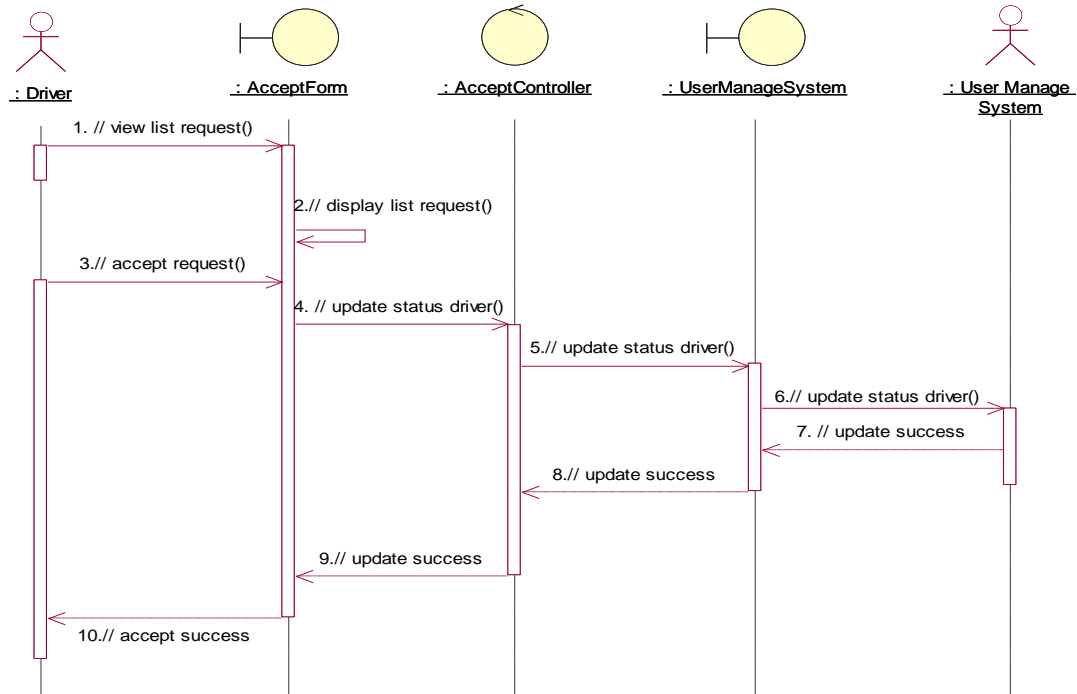 : Driver
: AcceptForm
: AcceptController
: UserManageSystem
: User Manage
System
1. // view list request()
2.// display list request()
3.// accept request()
4. // update status driver()
5.// update status driver()
6.// update status driver()
7. // update success
8.// update success
9.// update success
10.// accept success